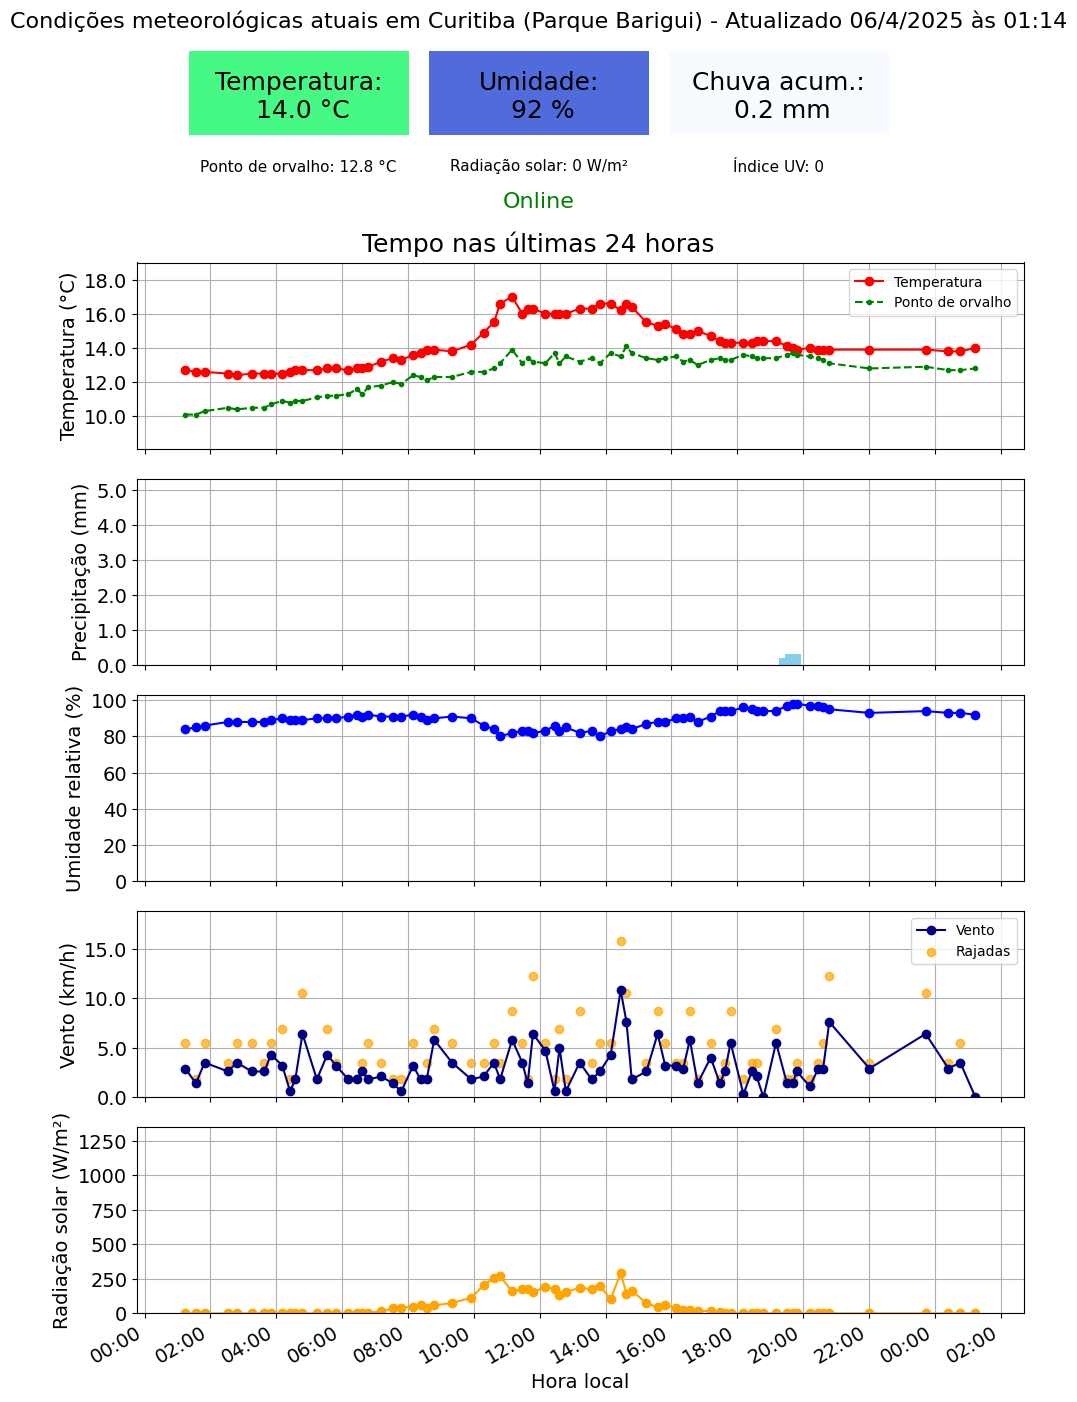 Condições meteorológicas atuais em Curitiba (Parque Barigui) - Atualizado 06/4/2025 às 01:14
Temperatura:
14.0 °C
Umidade:
92 %
Chuva acum.:
0.2 mm
Ponto de orvalho: 12.8 °C
Radiação solar: 0 W/m²
Índice UV: 0
Online
Tempo nas últimas 24 horas
Temperatura (°C)
18.0
16.0
14.0
12.0
10.0
Temperatura
Ponto de orvalho
Precipitação (mm)
5.0
4.0
3.0
2.0
1.0
0.0
Umidade relativa (%)
100
80
60
40
20
0
Vento (km/h)
15.0
10.0
5.0
0.0
Vento
Rajadas
Radiação solar (W/m²)
1250
1000
750
500
250
0
00:00
02:00
04:00
06:00
08:00
10:00
12:00
14:00
16:00
18:00
20:00
22:00
00:00
02:00
Hora local